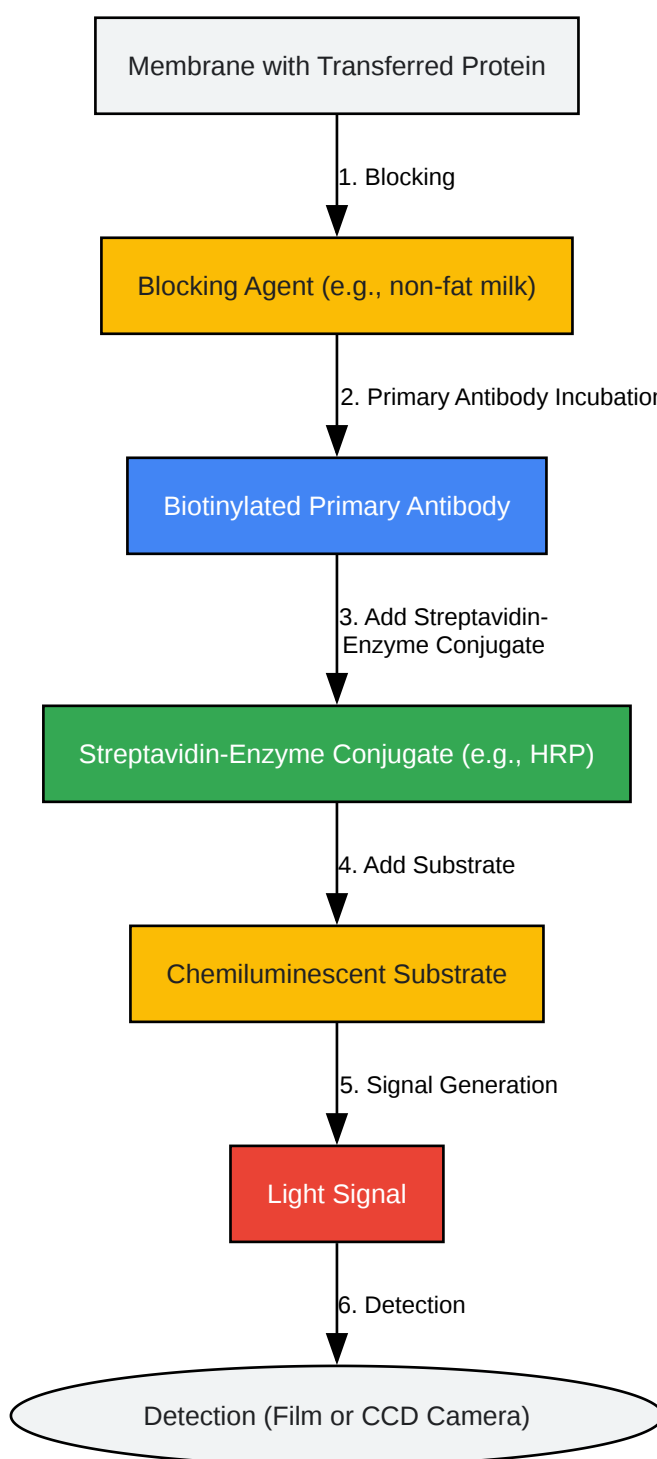 Membrane with Transferred Protein
1. Blocking
Blocking Agent (e.g., non-fat milk)
2. Primary Antibody Incubation
Biotinylated Primary Antibody
3. Add Streptavidin-
Enzyme Conjugate
Streptavidin-Enzyme Conjugate (e.g., HRP)
4. Add Substrate
Chemiluminescent Substrate
5. Signal Generation
Light Signal
6. Detection
Detection (Film or CCD Camera)